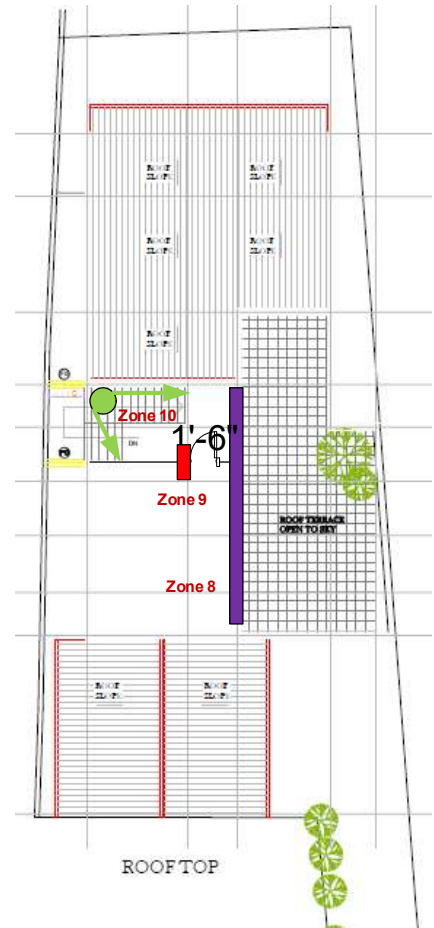 ROOF
SLOPE
ROOF
SLOPE
ROOF
SLOPE
ROOF
SLOPE
ROOF
SLOPE
Zone 10
DN
1'-6"
Zone 9
ROOF TERRACE
OPEN TO SKY
Zone 8
ROOF
SLOPE
ROOF
SLOPE
ROOF TOP